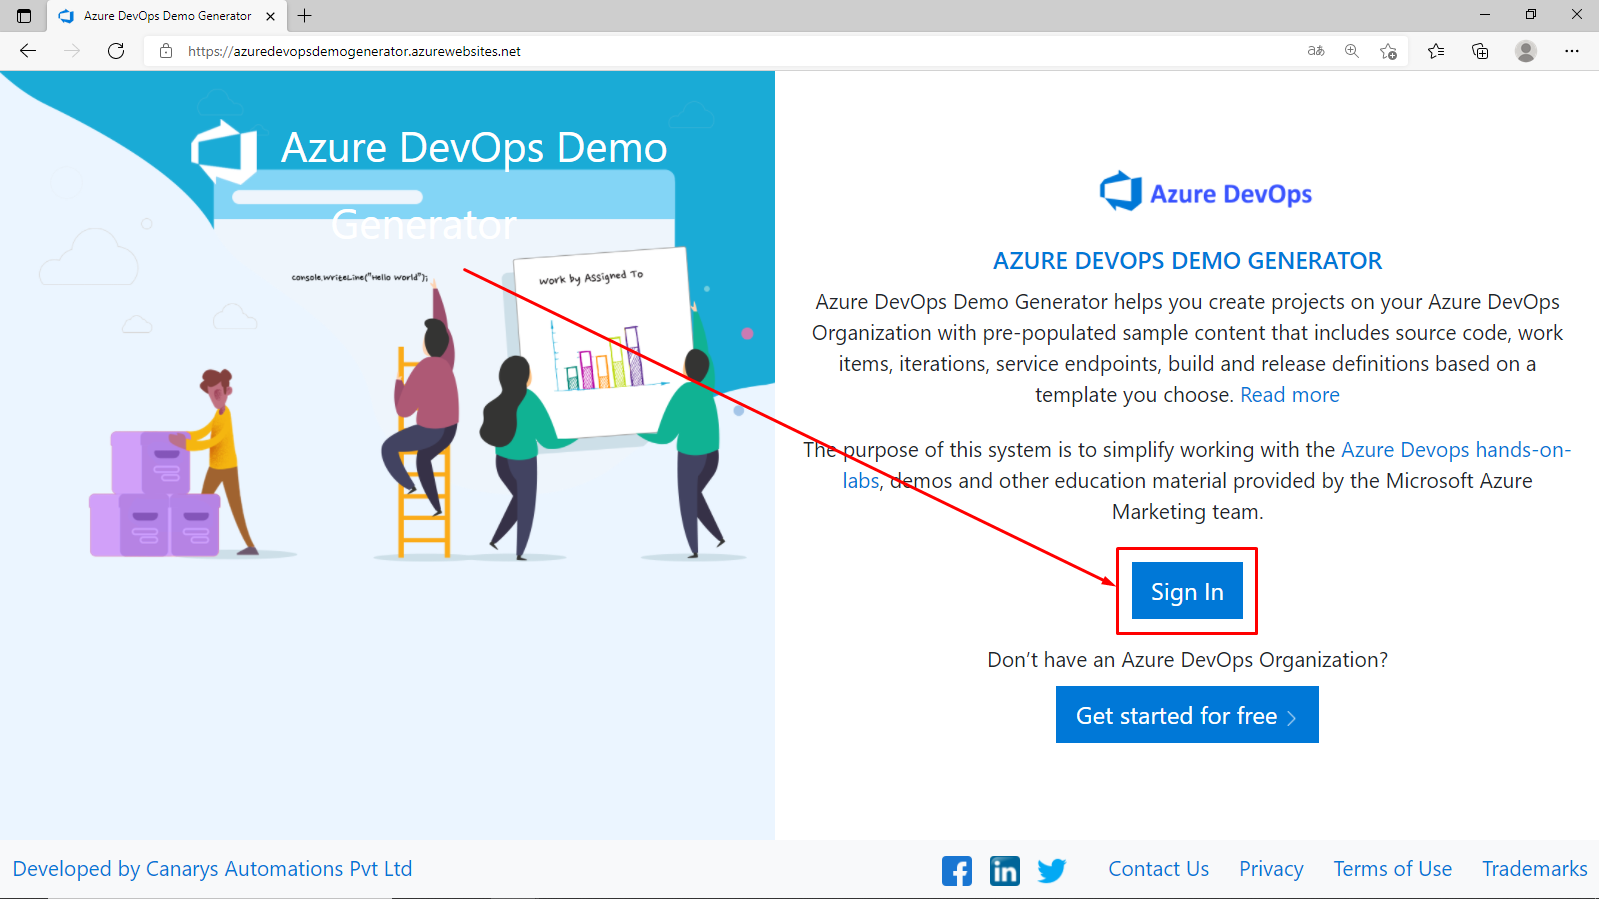 Azure DevOps Demo Generator
https://azuredevopsdemogenerator.azurewebsites.net
aあ
Azure DevOps Demo
Generator
console.writeLine("Hello World");
Work by Assigned To
Azure DevOps
AZURE DEVOPS DEMO GENERATOR
Azure DevOps Demo Generator helps you create projects on your Azure DevOps
Organization with pre-populated sample content that includes source code, work
items, iterations, service endpoints, build and release definitions based on a
template you choose. Read more
The purpose of this system is to simplify working with the Azure Devops hands-on-
labs, demos and other education material provided by the Microsoft Azure
Marketing team.
Sign In
Don’t have an Azure DevOps Organization?
Get started for free
Developed by Canarys Automations Pvt Ltd
Contact Us Privacy Terms of Use Trademarks